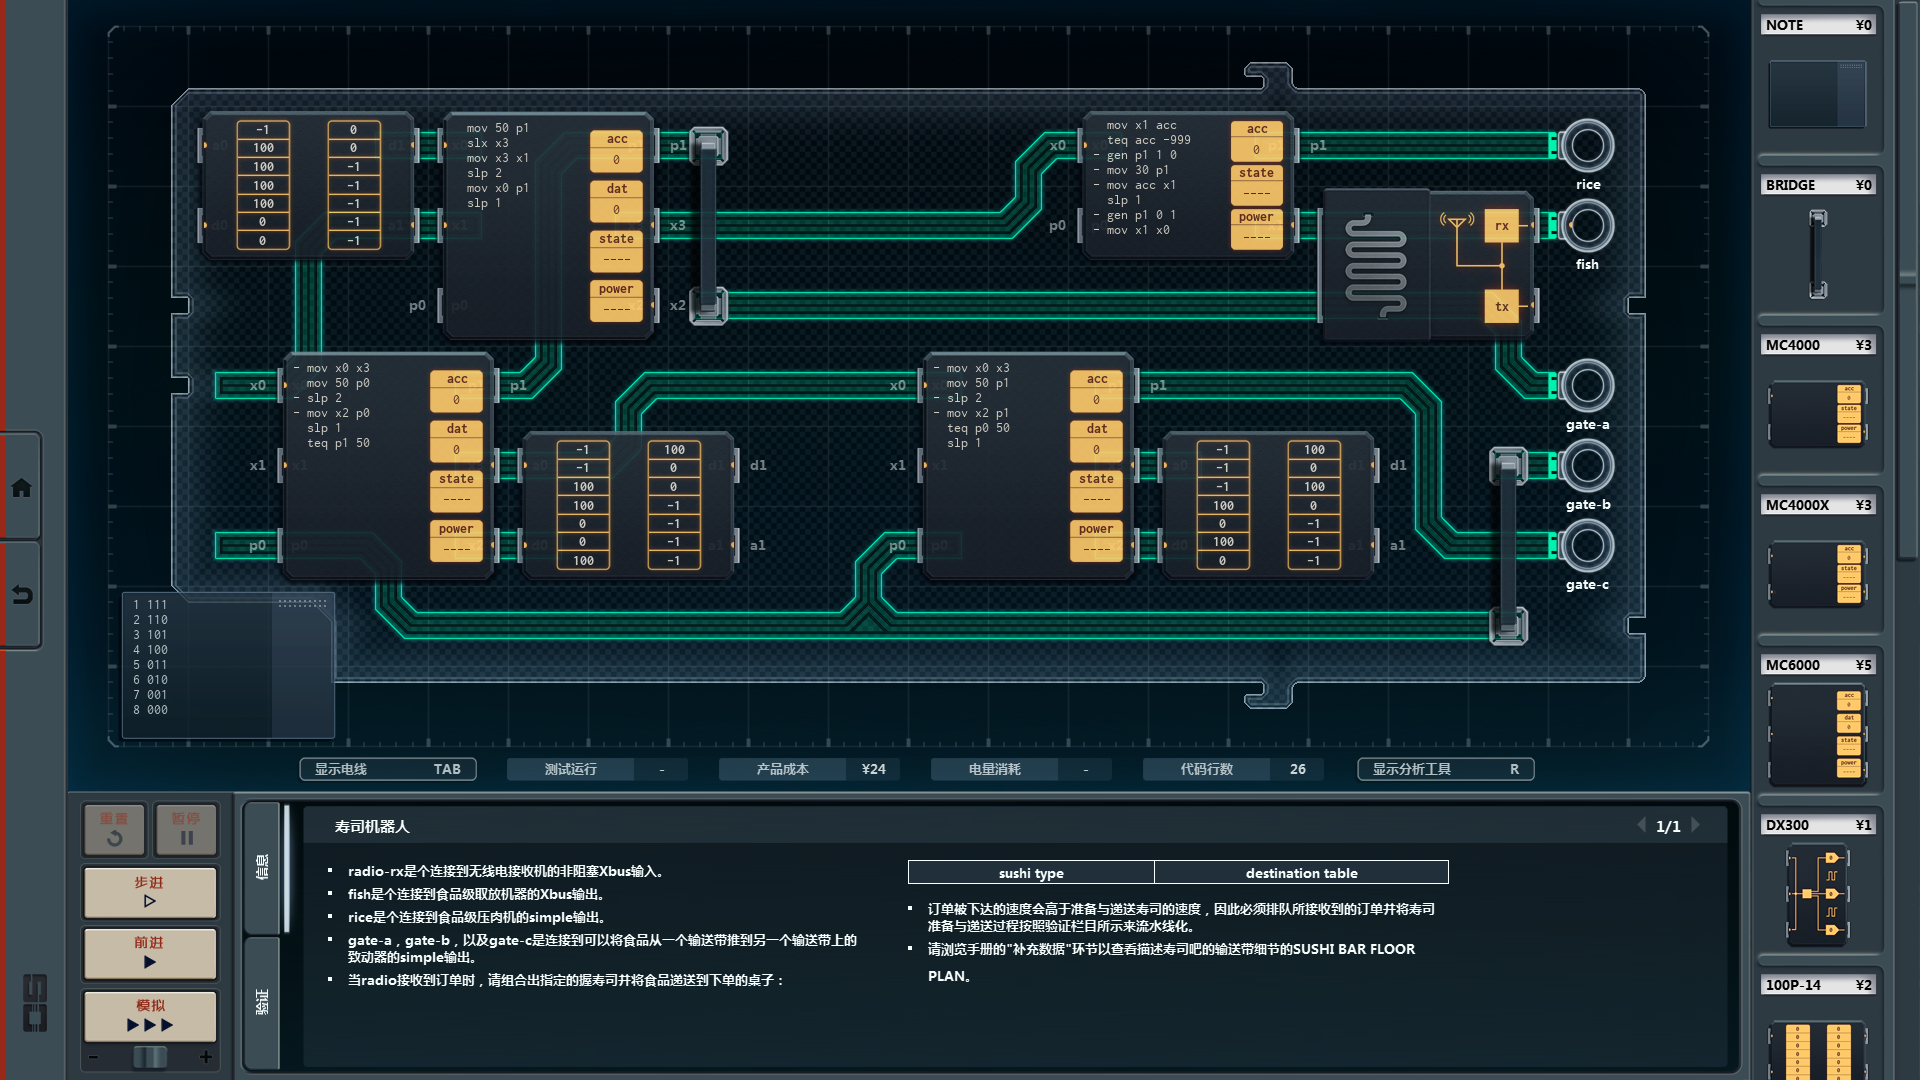 NOTE ¥0
BRIDGE ¥0
MC4000 ¥3
MC4000X ¥3
MC6000 ¥5
DX300 ¥1
100P-14 ¥2
-1 0
100 0
100 -1
100 -1
100 -1
0 -1
0 -1
mov 50 p1
slx x3
mov x3 x1
slp 2
mov x0 p1
slp 1
acc
0
dat
0
state
----
power
----
p1
x3
x2
p0
x0
p0
mov x1 acc
teq acc -999
- gen p1 1 0
- mov 30 p1
- mov acc x1
slp 1
- gen p1 0 1
- mov x1 x0
acc
0
state
----
power
----
p1
rx
tx
rice
fish
gate-a
gate-b
gate-c
x0
x1
p0
- mov x0 x3
mov 50 p0
- slp 2
- mov x2 p0
slp 1
teq p1 50
acc
0
dat
0
state
----
power
----
p1
-1 100
-1 0
100 0
100 -1
0 -1
0 -1
100 -1
d1
a1
x0
x1
p0
- mov x0 x3
mov 50 p1
- slp 2
- mov x2 p1
teq p0 50
slp 1
acc
0
dat
0
state
----
power
----
p1
-1 100
-1 0
-1 100
100 0
0 -1
100 -1
0 -1
d1
a1
1 111
2 110
3 101
4 100
5 011
6 010
7 001
8 000
显示电线 TAB
测试运行 -
产品成本 ¥24
电量消耗 -
代码行数 26
显示分析工具 R
重置
暂停
步进
前进
模拟
- +
信息
验证
寿司机器人
1/1
▪ radio-rx是个连接到无线电接收机的非阻塞Xbus输入。
▪ fish是个连接到食品级取放机器的Xbus输出。
▪ rice是个连接到食品级压肉机的simple输出。
▪ gate-a，gate-b，以及gate-c是连接到可以将食品从一个输送带推到另一个输送带上的
致动器的simple输出。
▪ 当radio接收到订单时，请组合出指定的握寿司并将食品递送到下单的桌子：
sushi type destination table
▪ 订单被下达的速度会高于准备与递送寿司的速度，因此必须排队所接收到的订单并将寿司
准备与递送过程按照验证栏目所示来流水线化。
▪ 请浏览手册的"补充数据"环节以查看描述寿司吧的输送带细节的SUSHI BAR FLOOR
PLAN。